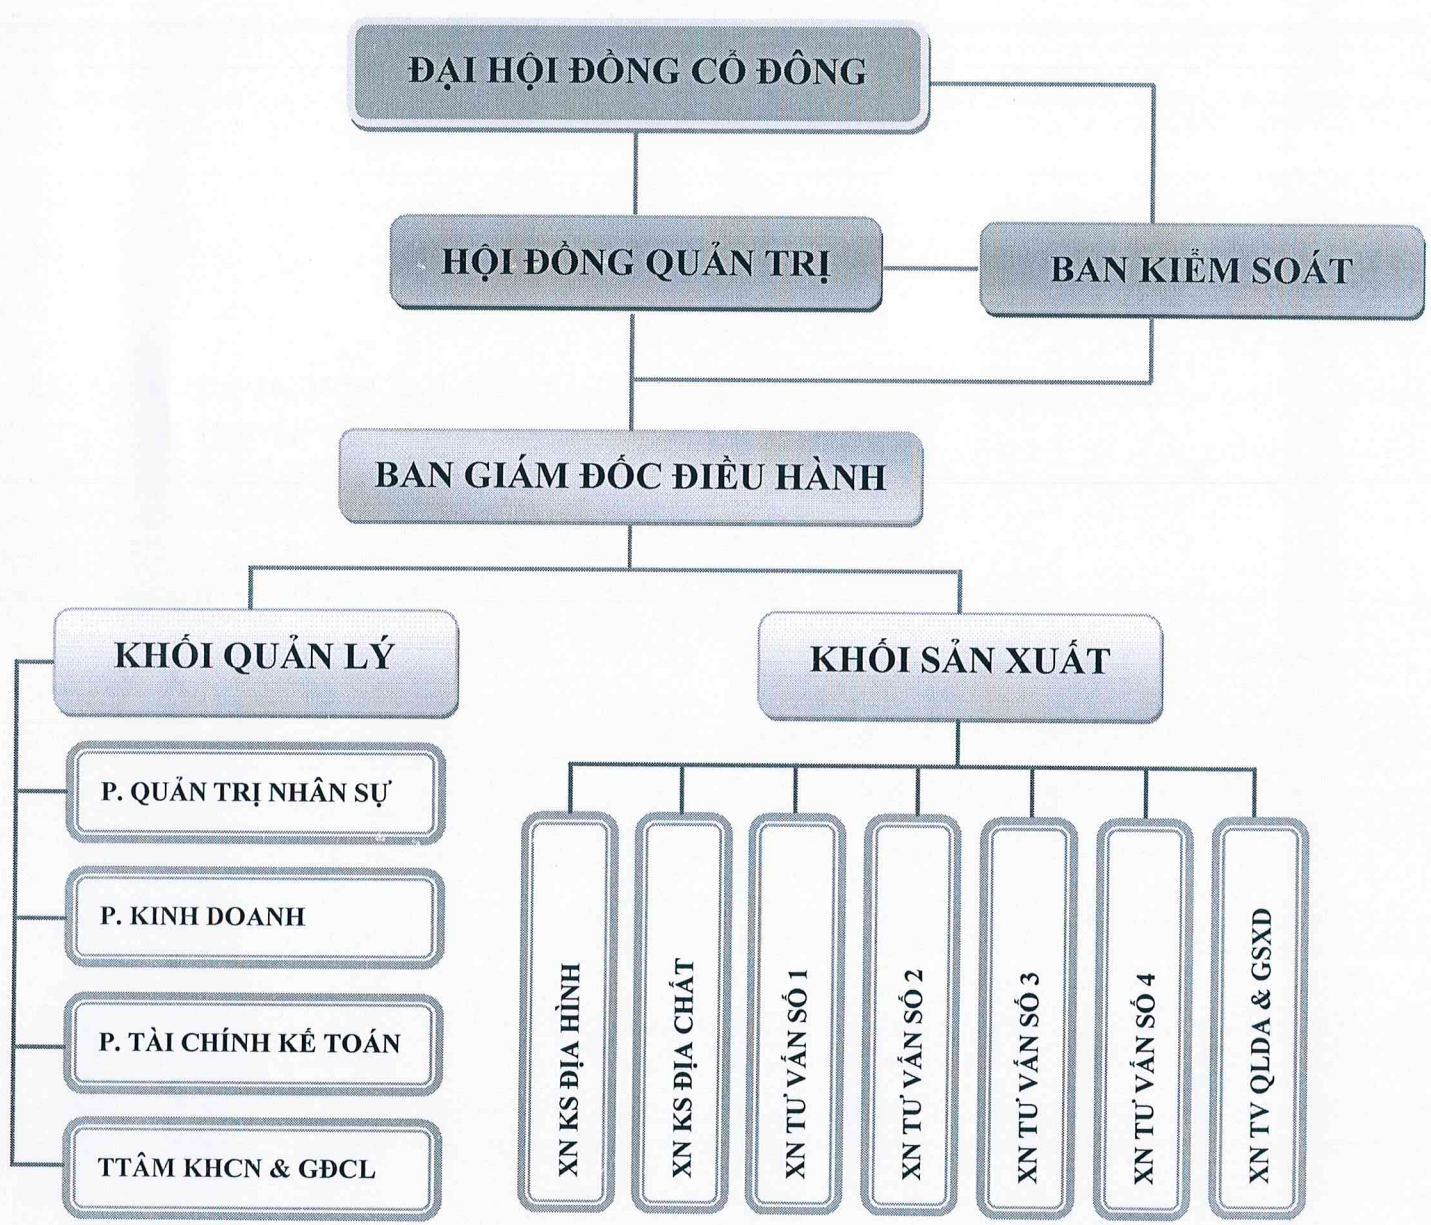 ĐẠI HỘI ĐỒNG CỔ ĐÔNG
HỘI ĐỒNG QUẢN TRỊ
BAN KIỂM SOÁT
BAN GIÁM ĐỐC ĐIỀU HÀNH
KHỐI QUẢN LÝ
KHỐI SẢN XUẤT
P. QUẢN TRỊ NHÂN SỰ
P. KINH DOANH
P. TÀI CHÍNH KẾ TOÁN
TTÂM KHCN & GĐCL
XN KS ĐỊA HÌNH
XN KS ĐỊA CHẤT
XN TƯ VẤN SỐ 1
XN TƯ VẤN SỐ 2
XN TƯ VẤN SỐ 3
XN TƯ VẤN SỐ 4
XN TV QLDA & GSXD